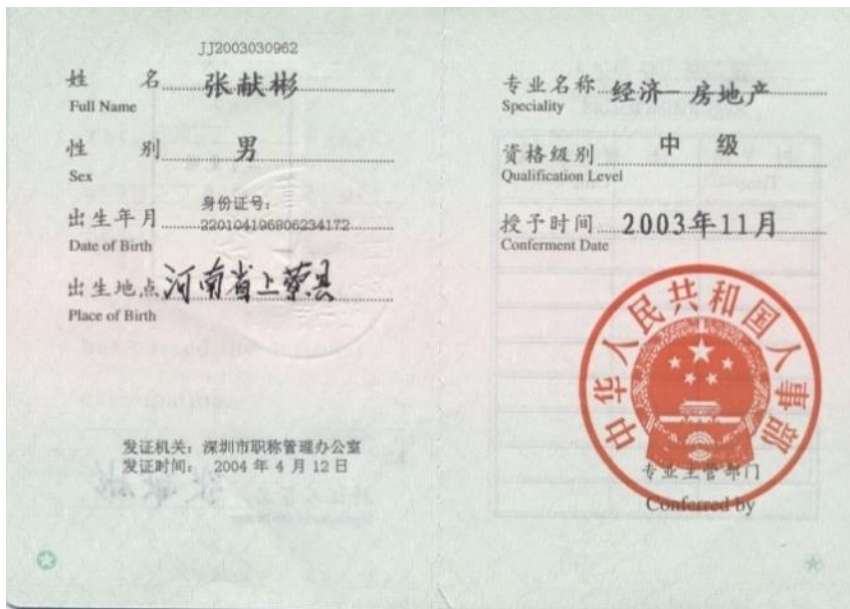 JJ2003030962
姓 名 张献彬
Full Name
性 别 男
Sex
身份证号：
出生年月 220104196806234172
Date of Birth
出生地点 河南省上蔡县
Place of Birth
发证机关：深圳市职称管理办公室
发证时间： 2004 年 4 月 12 日
专业名称 经济—房地产
Speciality
资格级别 中 级
Qualification Level
授予时间 2003年11月
Conferment Date
中华人民共和国人事部
专业主管部门
Conferred by